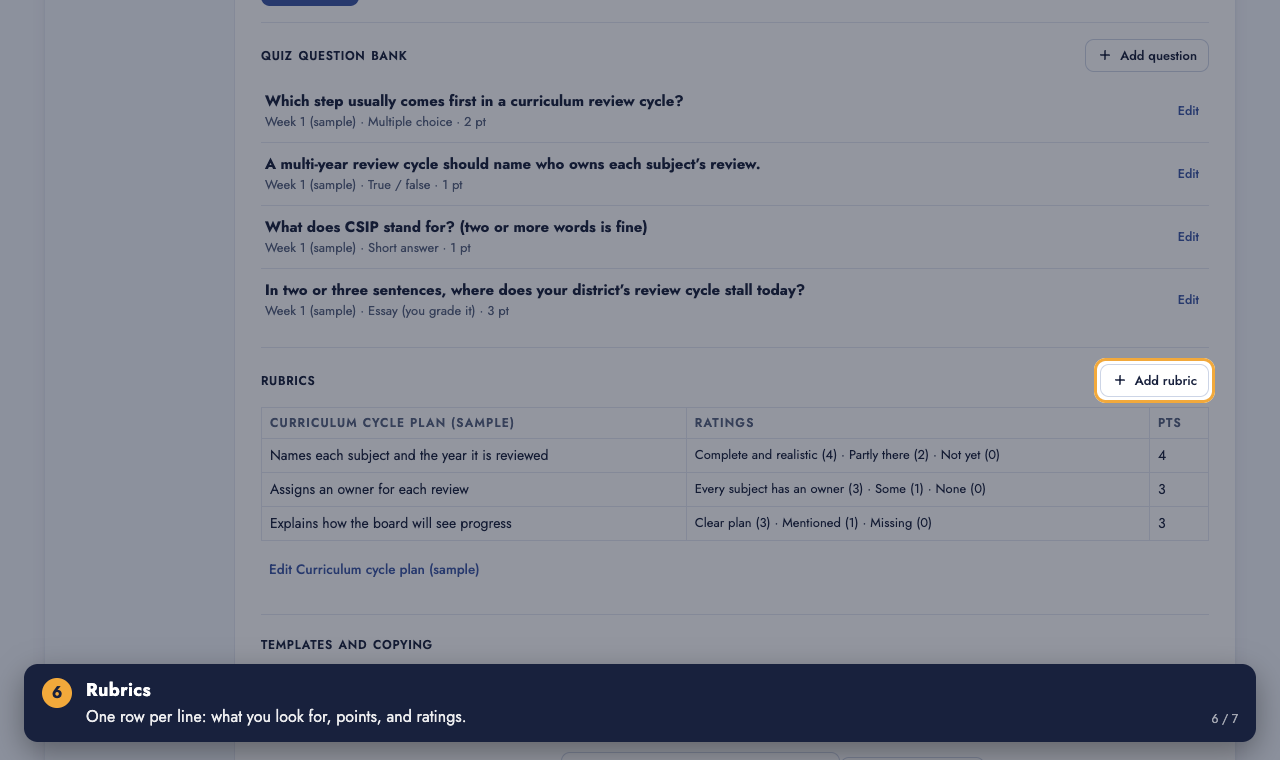 QUIZ QUESTION BANK
+ Add question
Which step usually comes first in a curriculum review cycle?
Week 1 (sample) · Multiple choice · 2 pt
Edit
A multi-year review cycle should name who owns each subject’s review.
Week 1 (sample) · True / false · 1 pt
Edit
What does CSIP stand for? (two or more words is fine)
Week 1 (sample) · Short answer · 1 pt
Edit
In two or three sentences, where does your district’s review cycle stall today?
Week 1 (sample) · Essay (you grade it) · 3 pt
Edit
RUBRICS
+ Add rubric
CURRICULUM CYCLE PLAN (SAMPLE) RATINGS PTS
Names each subject and the year it is reviewed Complete and realistic (4) · Partly there (2) · Not yet (0) 4
Assigns an owner for each review Every subject has an owner (3) · Some (1) · None (0) 3
Explains how the board will see progress Clear plan (3) · Mentioned (1) · Missing (0) 3
Edit Curriculum cycle plan (sample)
TEMPLATES AND COPYING
6
Rubrics
One row per line: what you look for, points, and ratings.
6 / 7